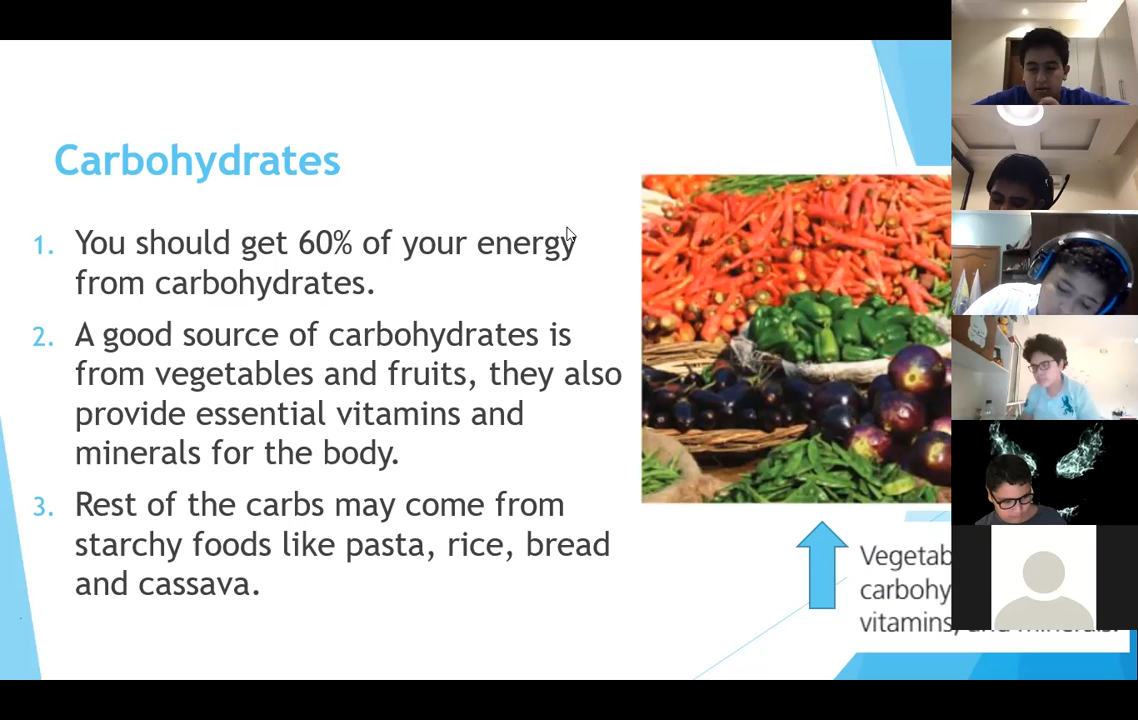 Carbohydrates
1. You should get 60% of your energy
from carbohydrates.
2. A good source of carbohydrates is
from vegetables and fruits, they also
provide essential vitamins and
minerals for the body.
3. Rest of the carbs may come from
starchy foods like pasta, rice, bread
and cassava.
vitamins, and minerals.